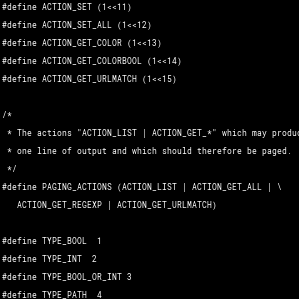 #define ACTION_SET (1<<11)
#define ACTION_SET_ALL (1<<12)
#define ACTION_GET_COLOR (1<<13)
#define ACTION_GET_COLORBOOL (1<<14)
#define ACTION_GET_URLMATCH (1<<15)
/*
* The actions "ACTION_LIST | ACTION_GET_*" which may produc
* one line of output and which should therefore be paged.
*/
#define PAGING_ACTIONS (ACTION_LIST | ACTION_GET_ALL | \
ACTION_GET_REGEXP | ACTION_GET_URLMATCH)
#define TYPE_BOOL 1
#define TYPE_INT 2
#define TYPE_BOOL_OR_INT 3
#define TYPE_PATH 4